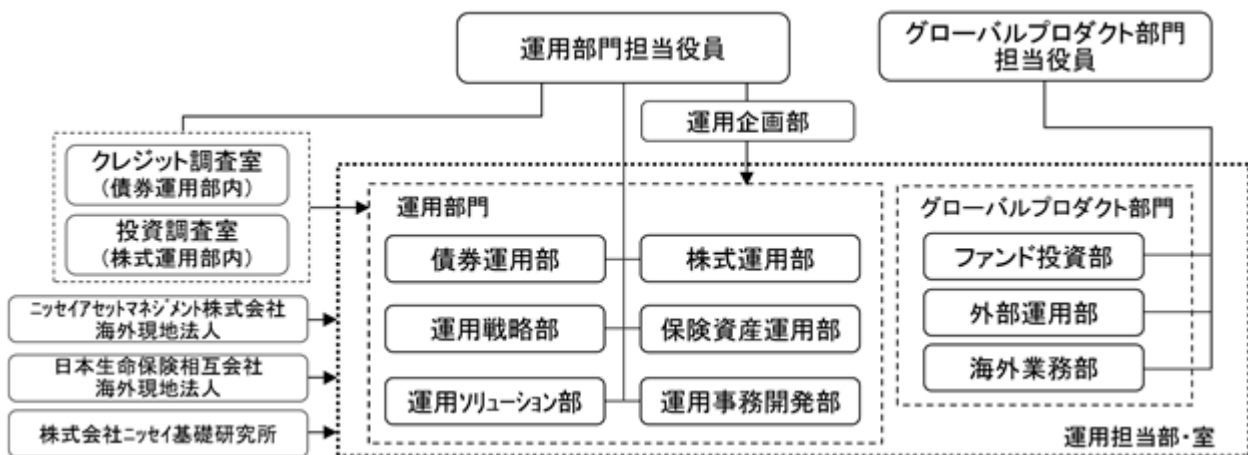 運用部門担当役員
グローバルプロダクト部門
担当役員
運用企画部
クレジット調査室
(債券運用部内)
投資調査室
(株式運用部内)
運用部門
債券運用部
株式運用部
運用戦略部
保険資産運用部
運用ソリューション部
運用事務開発部
グローバルプロダクト部門
ファンド投資部
外部運用部
海外業務部
ニッセイアセットマネジメント株式会社
海外現地法人
日本生命保険相互会社
海外現地法人
株式会社ニッセイ基礎研究所
運用担当部・室